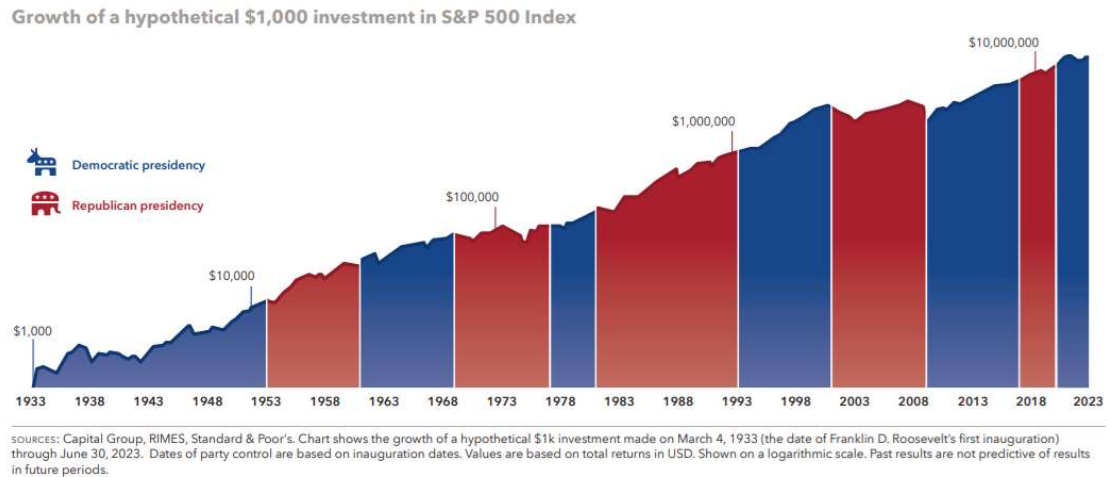 Growth of a hypothetical $1,000 investment in S&P 500 Index
$10,000,000
$1,000,000
Democratic presidency
$100,000
Republican presidency
$10,000
$1,000
1933 1938 1943 1948 1953 1958 1963 1968 1973 1978 1983 1988 1993 1998 2003 2008 2013 2018 2023
SOURCES: Capital Group, RIMES, Standard & Poor's. Chart shows the growth of a hypothetical $1k investment made on March 4, 1933 (the date of Franklin D. Roosevelt's first inauguration)
through June 30, 2023. Dates of party control are based on inauguration dates. Values are based on total returns in USD. Shown on a logarithmic scale. Past results are not predictive of results
in future periods.